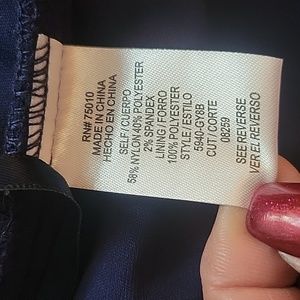 RN# 75010
MADE IN CHINA
HECHO EN CHINA
SELF / CUERPO
58% NYLON 40% POLYESTER
2% SPANDEX
LINING / FORRO
100% POLYESTER
STYLE / ESTILO
5940-GY8B
CUT / CORTE
08259
SEE REVERSE
VER EL REVERSO